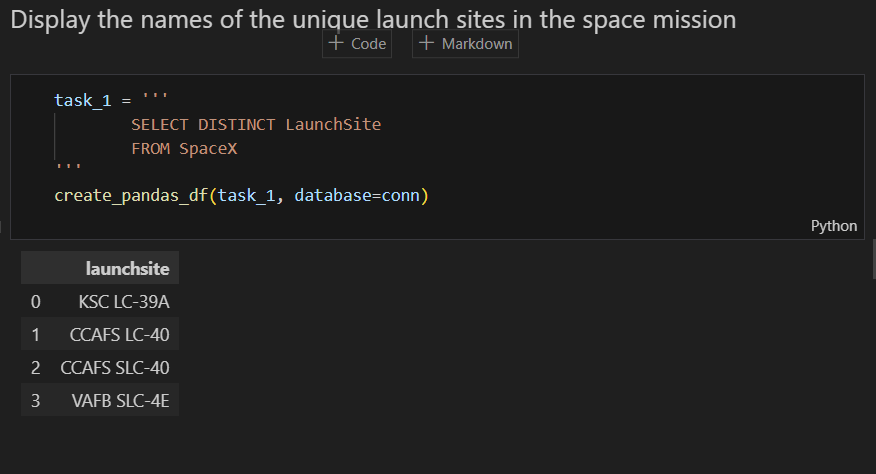 Display the names of the unique launch sites in the space mission
+ Code + Markdown
task_1 = '''
SELECT DISTINCT LaunchSite
FROM SpaceX
'''
create_pandas_df(task_1, database=conn)
Python
launchsite
0 KSC LC-39A
1 CCAFS LC-40
2 CCAFS SLC-40
3 VAFB SLC-4E